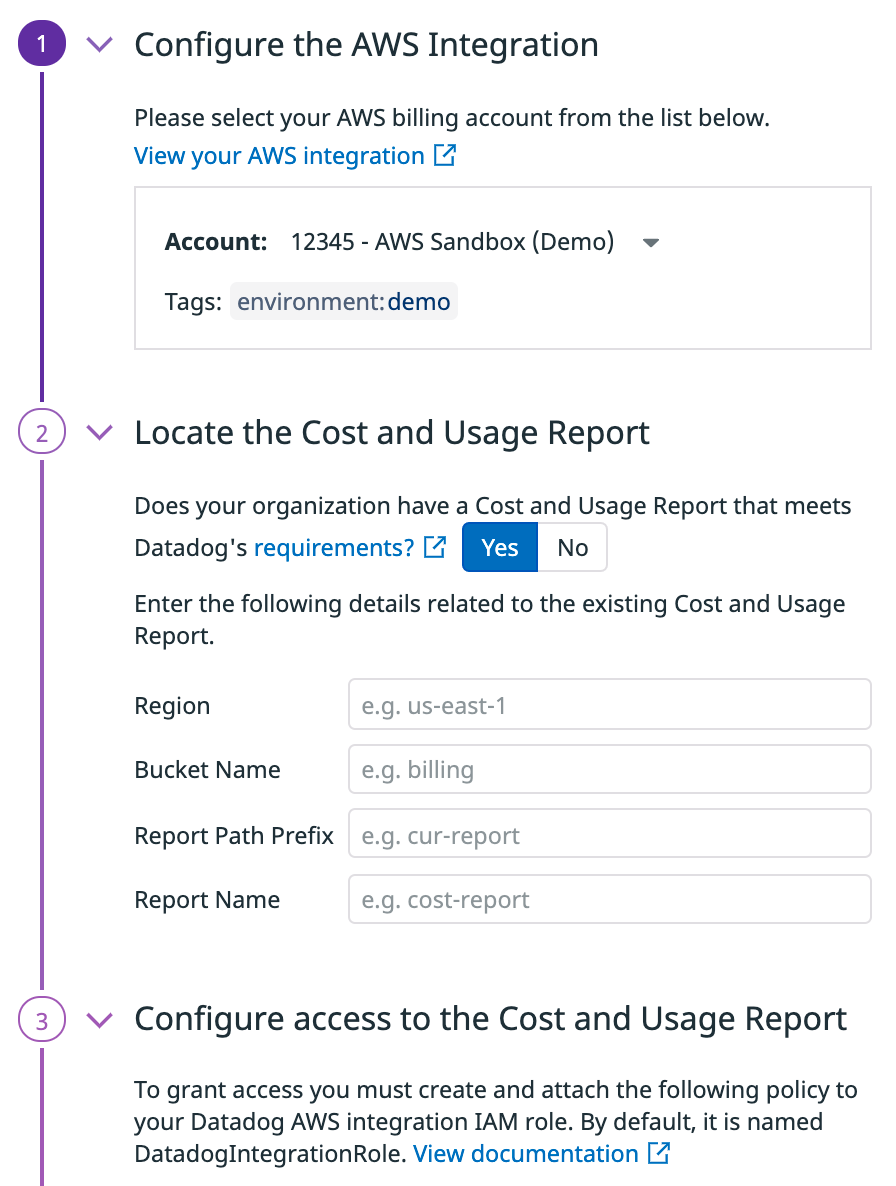 1
Configure the AWS Integration
Please select your AWS billing account from the list below.
View your AWS integration
Account: 12345 - AWS Sandbox (Demo)
Tags: environment:demo
2
Locate the Cost and Usage Report
Does your organization have a Cost and Usage Report that meets
Datadog's requirements? Yes No
Enter the following details related to the existing Cost and Usage
Report.
Region e.g. us-east-1
Bucket Name e.g. billing
Report Path Prefix e.g. cur-report
Report Name e.g. cost-report
3
Configure access to the Cost and Usage Report
To grant access you must create and attach the following policy to
your Datadog AWS integration IAM role. By default, it is named
DatadogIntegrationRole. View documentation